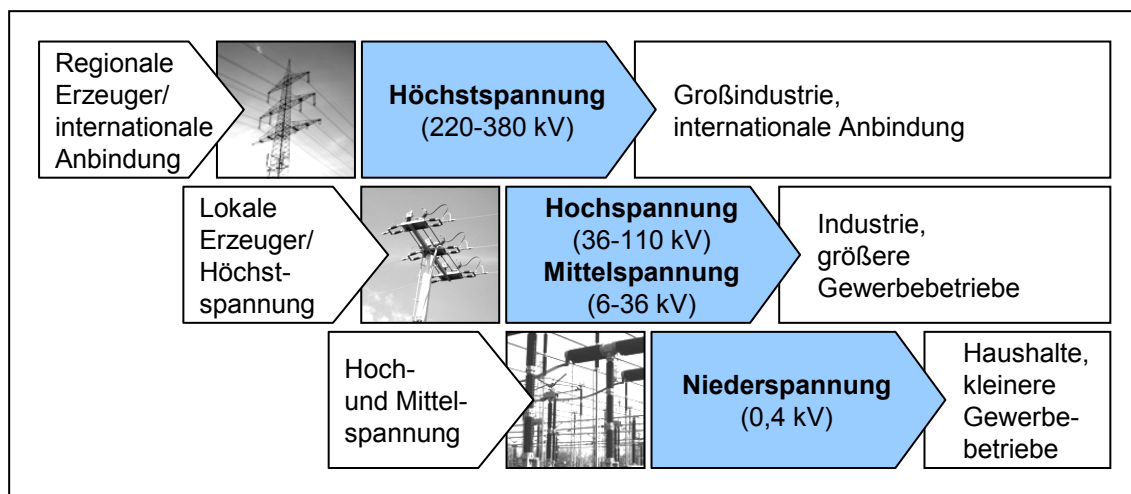 Regionale
Erzeuger/
internationale
Anbindung
Höchstspannung
(220-380 kV)
Großindustrie,
internationale Anbindung
Lokale
Erzeuger/
Höchst-
spannung
Hochspannung
(36-110 kV)
Mittelspannung
(6-36 kV)
Industrie,
größere
Gewerbebetriebe
Hoch-
und Mittel-
spannung
Niederspannung
(0,4 kV)
Haushalte,
kleinere
Gewerbe-
betriebe